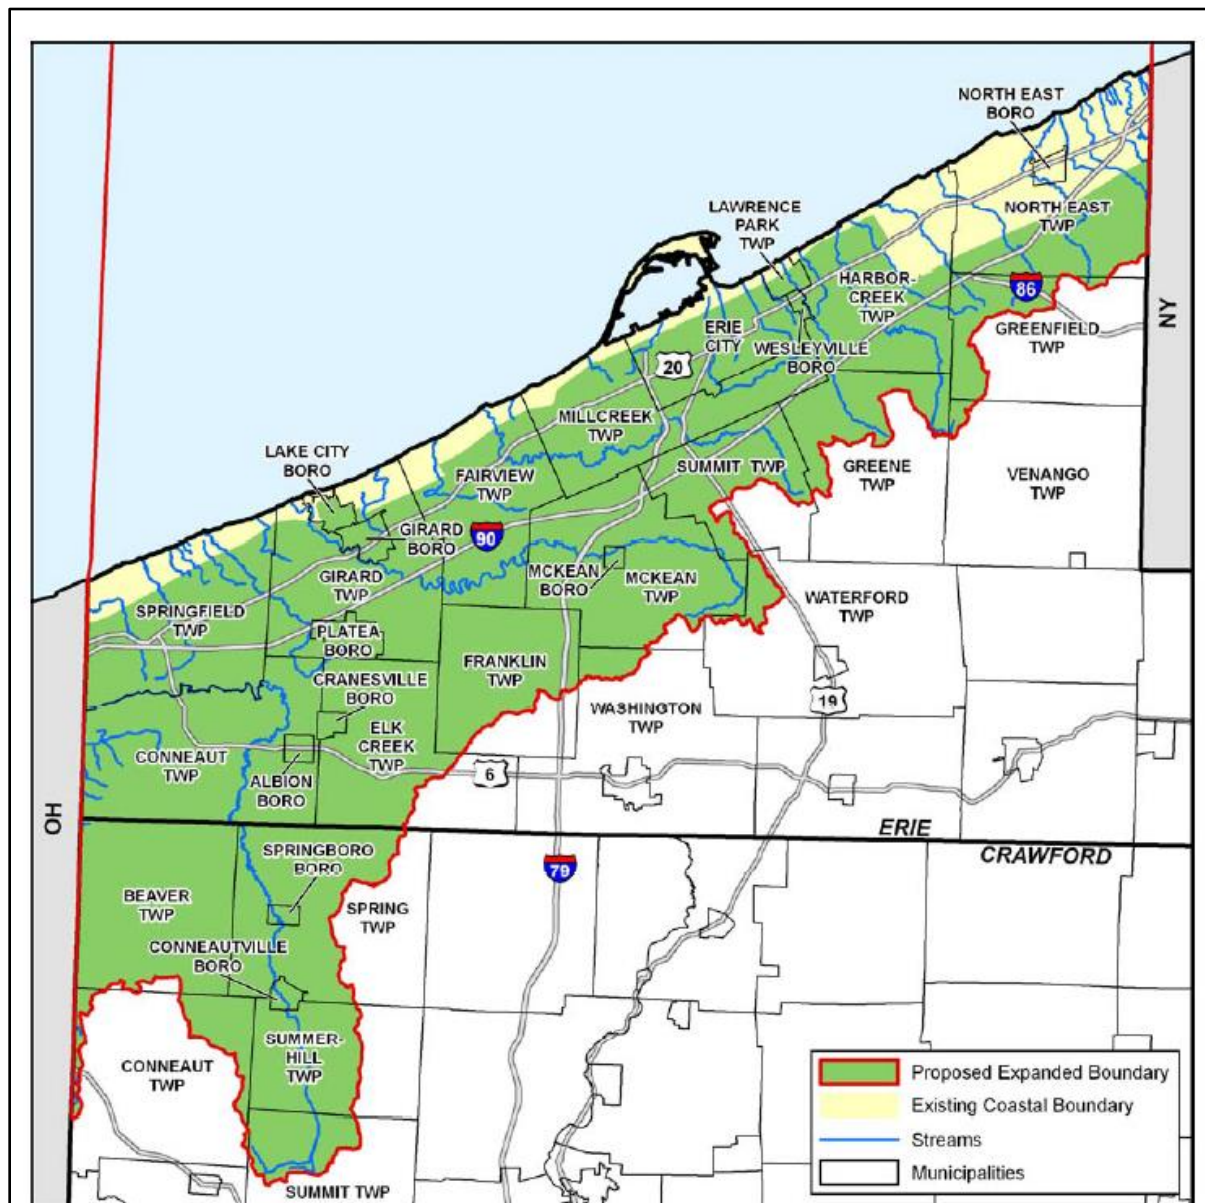 NORTH EAST
BORO
LAWRENCE
PARK
TWP
NORTH EAST
TWP
HARBOR-
CREEK TWP
86
NY
GREENFIELD
TWP
ERIE
CITY
WESLEYVILLE
BORO
20
MILLCREEK
TWP
LAKE CITY
BORO
FAIRVIEW
TWP
SUMMIT TWP
GREENE
TWP
VENANGO
TWP
GIRARD
BORO
90
GIRARD
TWP
MCKEAN
BORO
MCKEAN
TWP
SPRINGFIELD
TWP
WATERFORD
TWP
PLATEA
BORO
FRANKLIN
TWP
CRANESVILLE
BORO
19
WASHINGTON
TWP
ELK
CREEK
TWP
CONNEAUT
TWP
ALBION
BORO
6
OH
ERIE
CRAWFORD
SPRINGBORO
BORO
79
BEAVER
TWP
SPRING
TWP
CONNEAUTVILLE
BORO
SUMMER-
HILL
TWP
CONNEAUT
TWP
SUMMIT TWP
Proposed Expanded Boundary
Existing Coastal Boundary
Streams
Municipalities